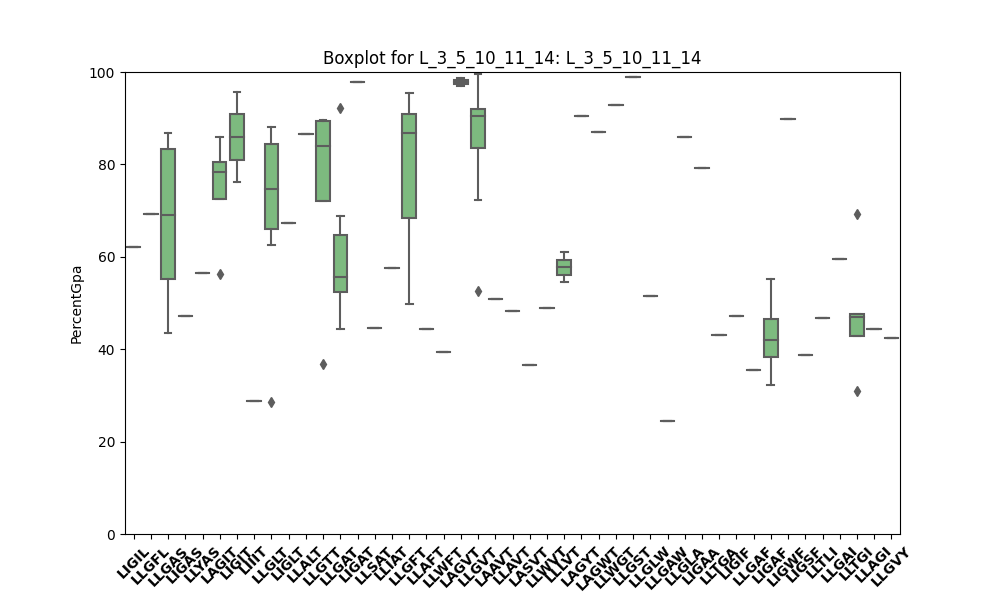 Boxplot for L_3_5_10_11_14: L_3_5_10_11_14
PercentGpa
100
80
60
40
20
0
LIGIL
LLGFL
LLGAS
LIGAS
LLYAS
LAGIT
LIGIT
LIIIT
LLGLT
LIGLT
LLALT
LLGTT
LLGAT
LIGAT
LLSAT
LLIAT
LLGFT
LLAFT
LLWFT
LAGVT
LLGVT
LAAVT
LLAVT
LASVT
LLWVT
LLLVT
LAGYT
LAGWT
LLWGT
LLGST
LLGLW
LLGAW
LLGLA
LIGAA
LLTGA
LIGIF
LLGAF
LIGAF
LIGWF
LIGSF
LLTLI
LLGAI
LLTGI
LLAGI
LLGVY